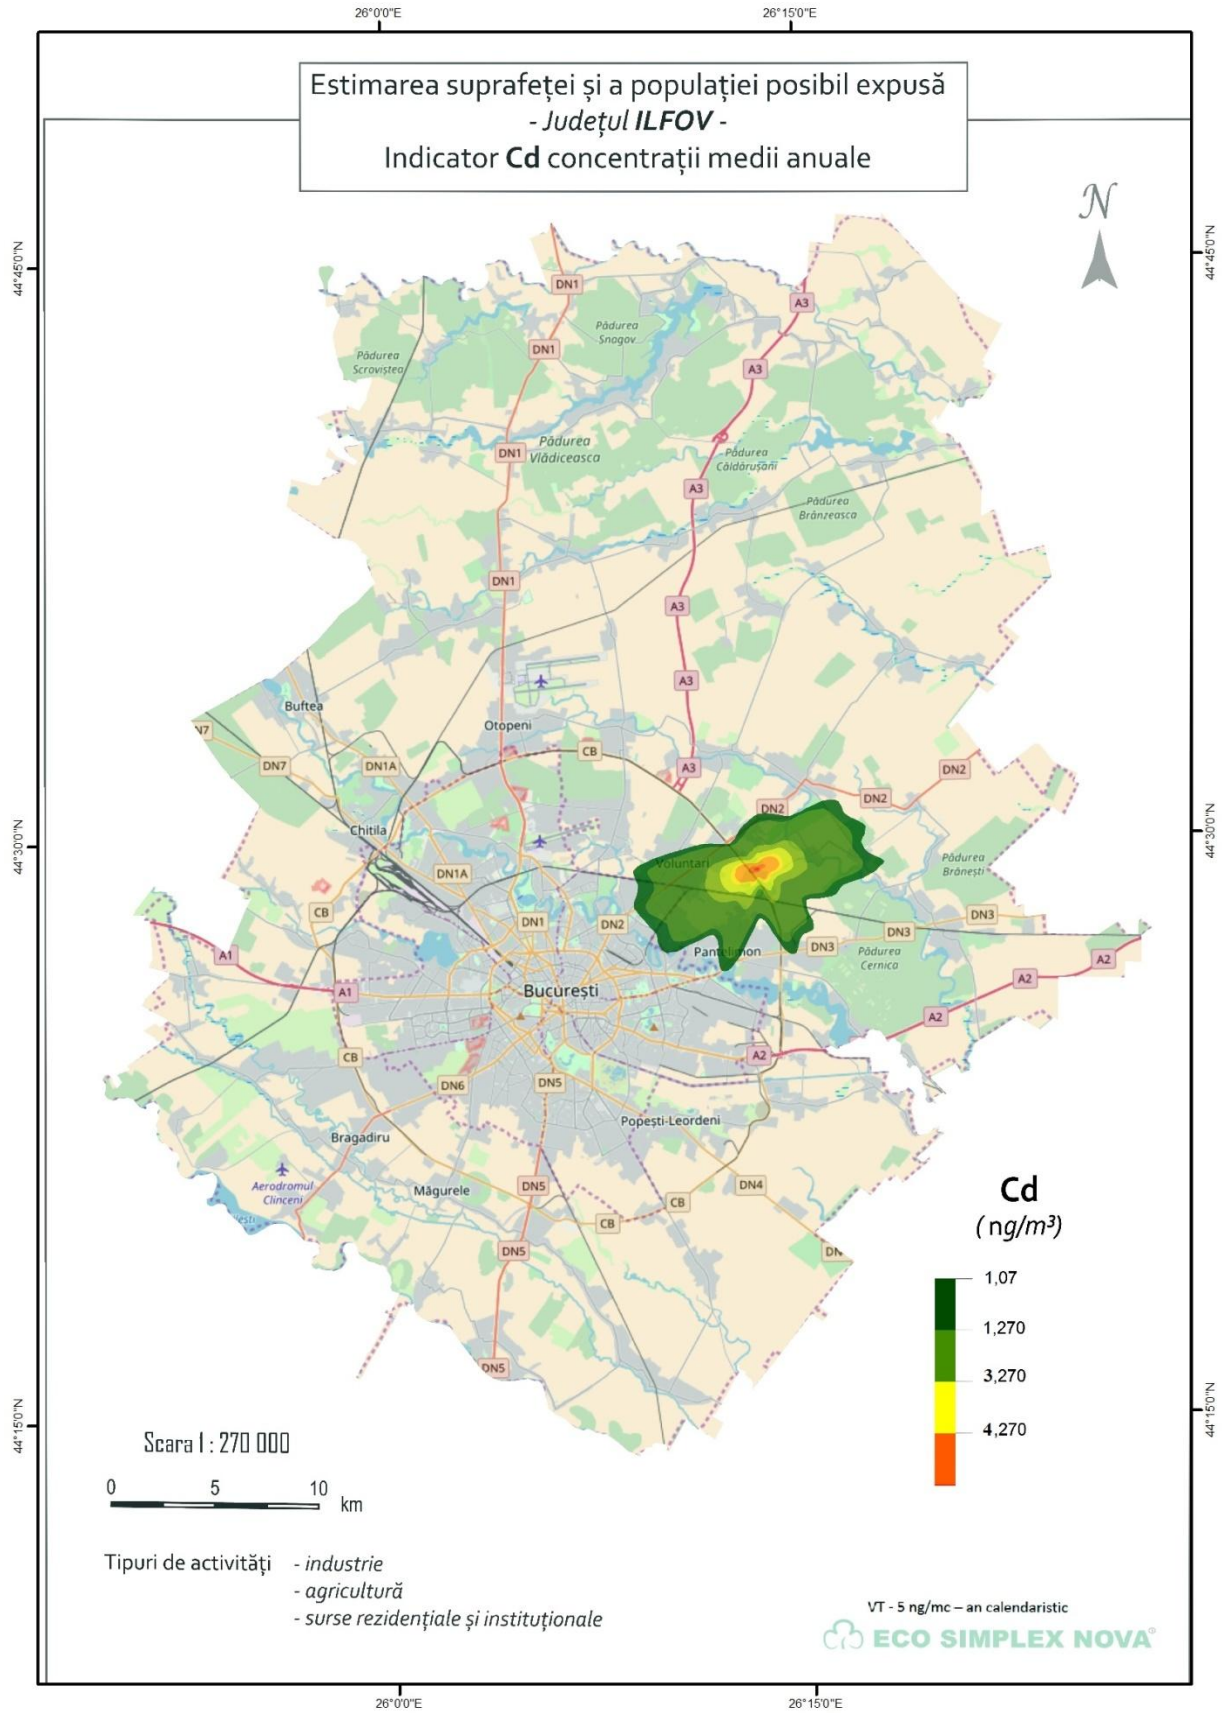 26°0'0"E
26°15'0"E
Estimarea suprafeței și a populației posibil expusă
- Județul ILFOV -
Indicator Cd concentrații medii anuale
N
44°45'0"N
44°45'0"N
DN1
A3
Pădurea
Snagov
DN1
Pădurea
Scroviștea
A3
DN1
Pădurea
Vlădiceasca
Pădurea
Căldărușani
A3
Pădurea
Brânzeasca
DN1
A3
A3
Buftea
Otopeni
N7
CB
DN7
DN1A
A3
DN2
DN2
DN2
Chitila
44°30'0"N
44°30'0"N
Voluntari
Pădurea
Brănești
DN1A
CB
DN1
DN2
DN3
DN3
DN3
A1
Pantelimon
Pădurea
Cernica
A2
A2
A1
București
A2
CB
A2
DN6
DN5
Popești-Leordeni
Bragadiru
Aerodromul
Clinceni
Măgurele
DN5
DN4
CB
CB
ești
DN5
DN
DN5
Cd
(ng/m³)
1,07
1,270
3,270
4,270
44°15'0"N
44°15'0"N
Scara 1 : 270 000
0 5 10 km
Tipuri de activități - industrie
- agricultură
- surse rezidențiale și instituționale
VT - 5 ng/mc – an calendaristic
ECO SIMPLEX NOVA®
26°0'0"E
26°15'0"E